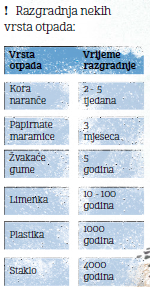 ! Razgradnja nekih
vrsta otpada:
Vrsta otpada
Vrijeme razgradnje
Kora naranče
2 - 5 tjedana
Papirnate maramice
3 mjeseca
Žvakaće gume
5 godina
Limenka
10 - 100 godina
Plastika
1000 godina
Staklo
4000 godina